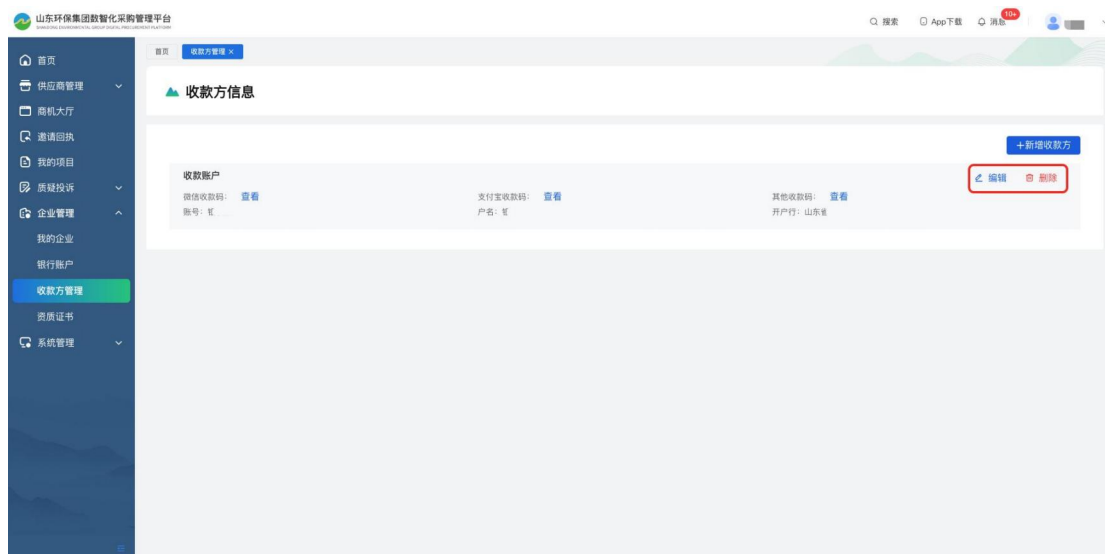 山东环保集团数智化采购管理平台
搜索 App下载 消息 10+
首页
供应商管理
商机大厅
邀请回执
我的项目
质疑投诉
企业管理
我的企业
银行账户
收款方管理
资质证书
系统管理
首页 收款方管理 ×
收款方信息
+新增收款方
收款账户
编辑 删除
微信收款码: 查看 支付宝收款码: 查看 其他收款码: 查看
账号: 户名: 开户行: 山东省